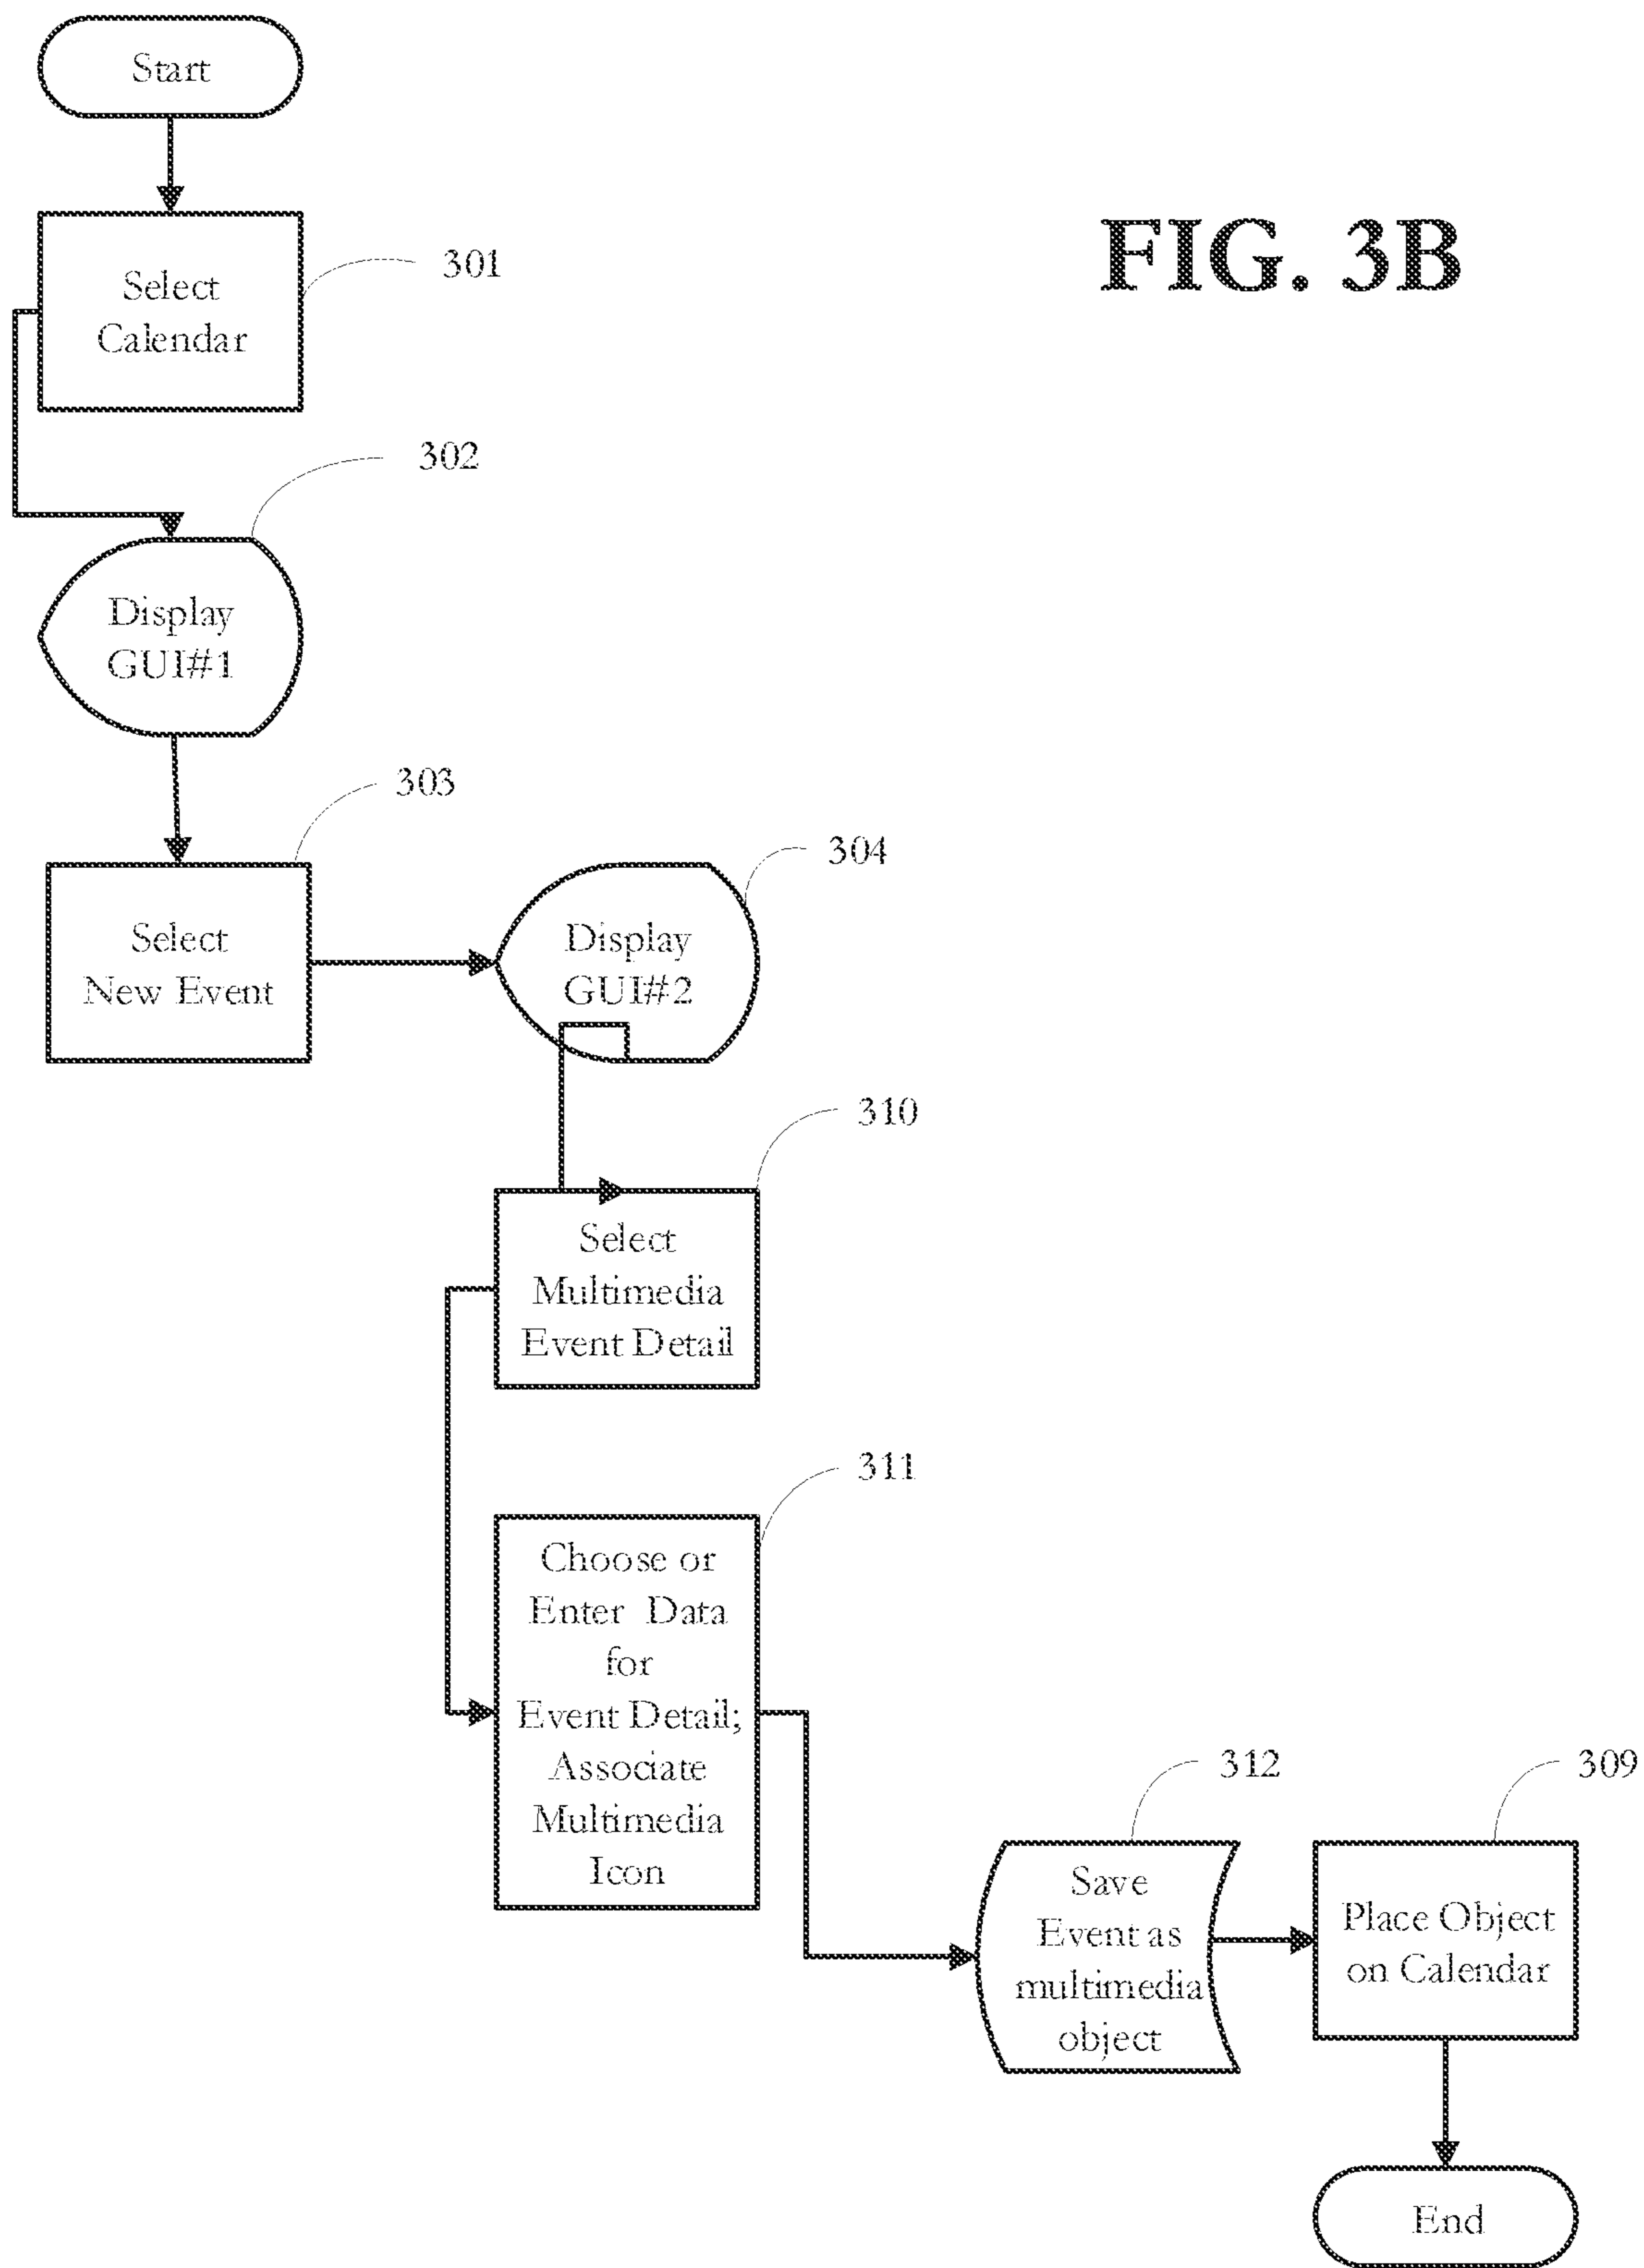 Start
FIG. 3B
301
Select
Calendar
302
Display
GUI#1
303
304
Select
New Event
Display
GUI#2
310
Select
Multimedia
Event Detail
311
Choose or
Enter Data
for
Event Detail;
Associate
Multimedia
Icon
312
309
Save
Event as
multimedia
object
Place Object
on Calendar
End